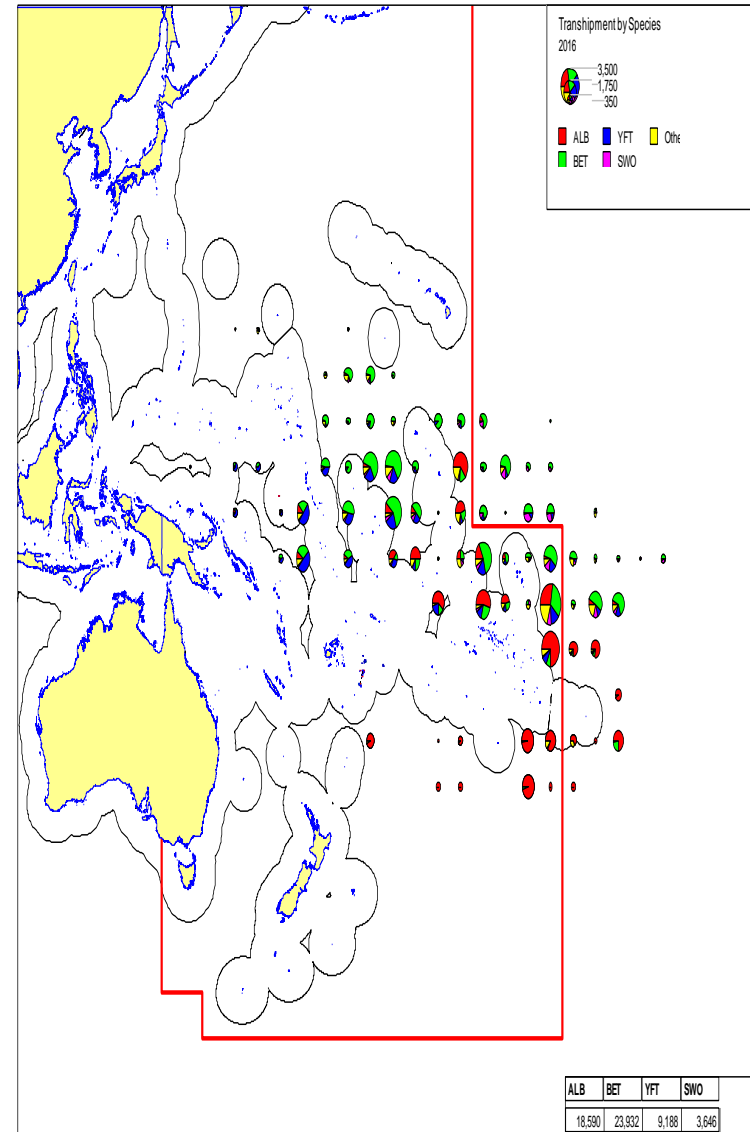 Transhipment by Species
2016
3,500
1,750
350
ALB YFT Othe
BET SWO
ALB BET YFT SWO
18,590 23,932 9,188 3,646